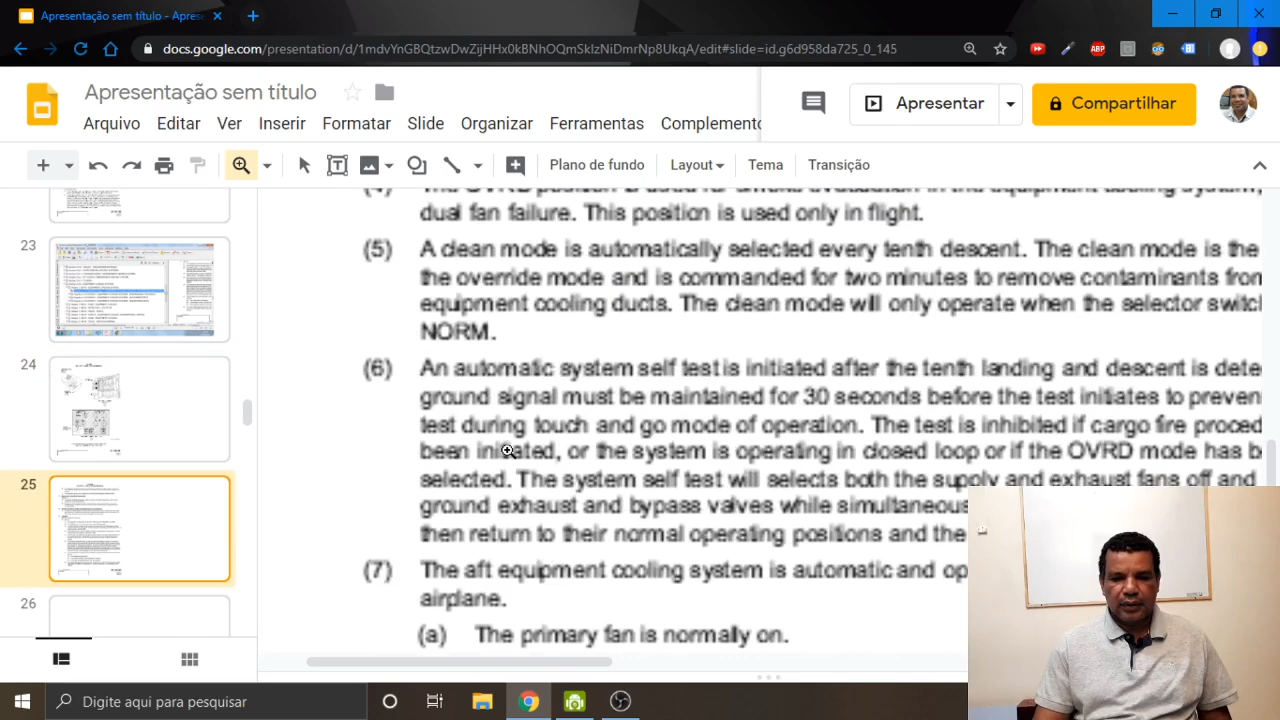 Apresentação sem título - Apres
docs.google.com/presentation/d/1mdvYnGBQtzwDwZijHHx0kBNhOQmSkIzNiDmrNp8UkqA/edit#slide=id.g6d958da725_0_145
ABP
Apresentação sem título
Apresentar
Compartilhar
Arquivo Editar Ver Inserir Formatar Slide Organizar Ferramentas Complemento
Plano de fundo Layout Tema Transição
dual fan failure. This position is used only in flight.
23
(5) A clean mode is automatically selected every tenth descent. The clean mode is the
the override mode and is commanded for two minutes to remove contaminants from
equipment cooling ducts. The clean mode will only operate when the selector switch
NORM.
24
(6) An automatic system self test is initiated after the tenth landing and descent is dete
ground signal must be maintained for 30 seconds before the test initiates to preven
test during touch and go mode of operation. The test is inhibited if cargo fire proced
been initiated, or the system is operating in closed loop or if the OVRD mode has b
25
selected. The system self test will selects both the supply and exhaust fans off and
ground exhaust and bypass valves while simultaneous
then return to their normal operating positions and the
(7) The aft equipment cooling system is automatic and op
airplane.
26
(a) The primary fan is normally on.
Digite aqui para pesquisar